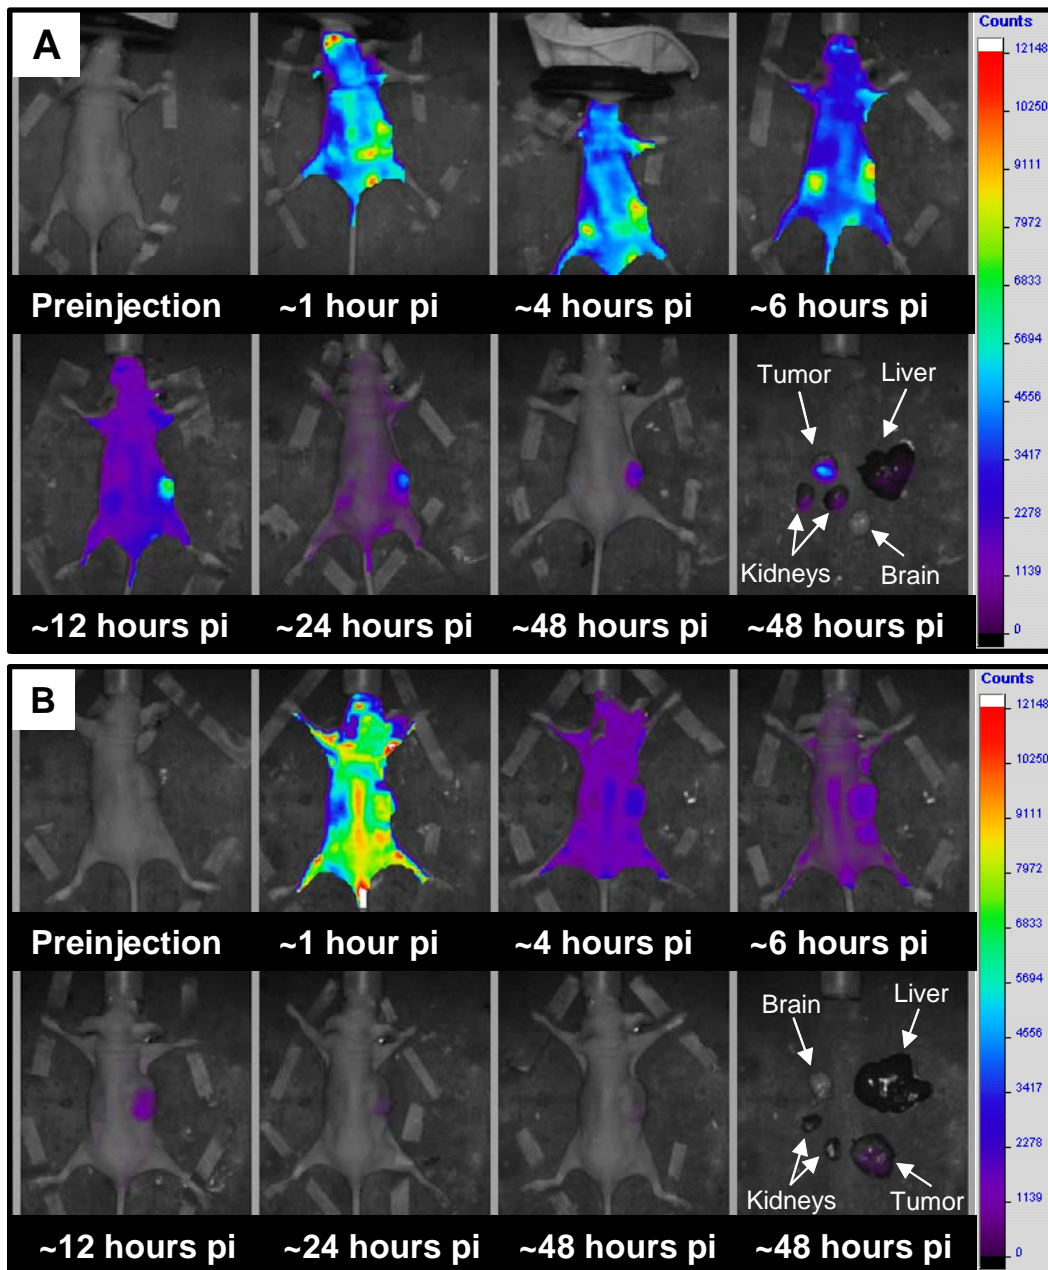 A
Counts
12148
10250
9111
7972
6833
5694
4556
3417
2278
1139
0
Preinjection
~1 hour pi
~4 hours pi
~6 hours pi
Tumor
Liver
Kidneys
Brain
~12 hours pi
~24 hours pi
~48 hours pi
~48 hours pi
B
Counts
12148
10250
9111
7972
6833
5694
4556
3417
2278
1139
0
Preinjection
~1 hour pi
~4 hours pi
~6 hours pi
Brain
Liver
Kidneys
Tumor
~12 hours pi
~24 hours pi
~48 hours pi
~48 hours pi